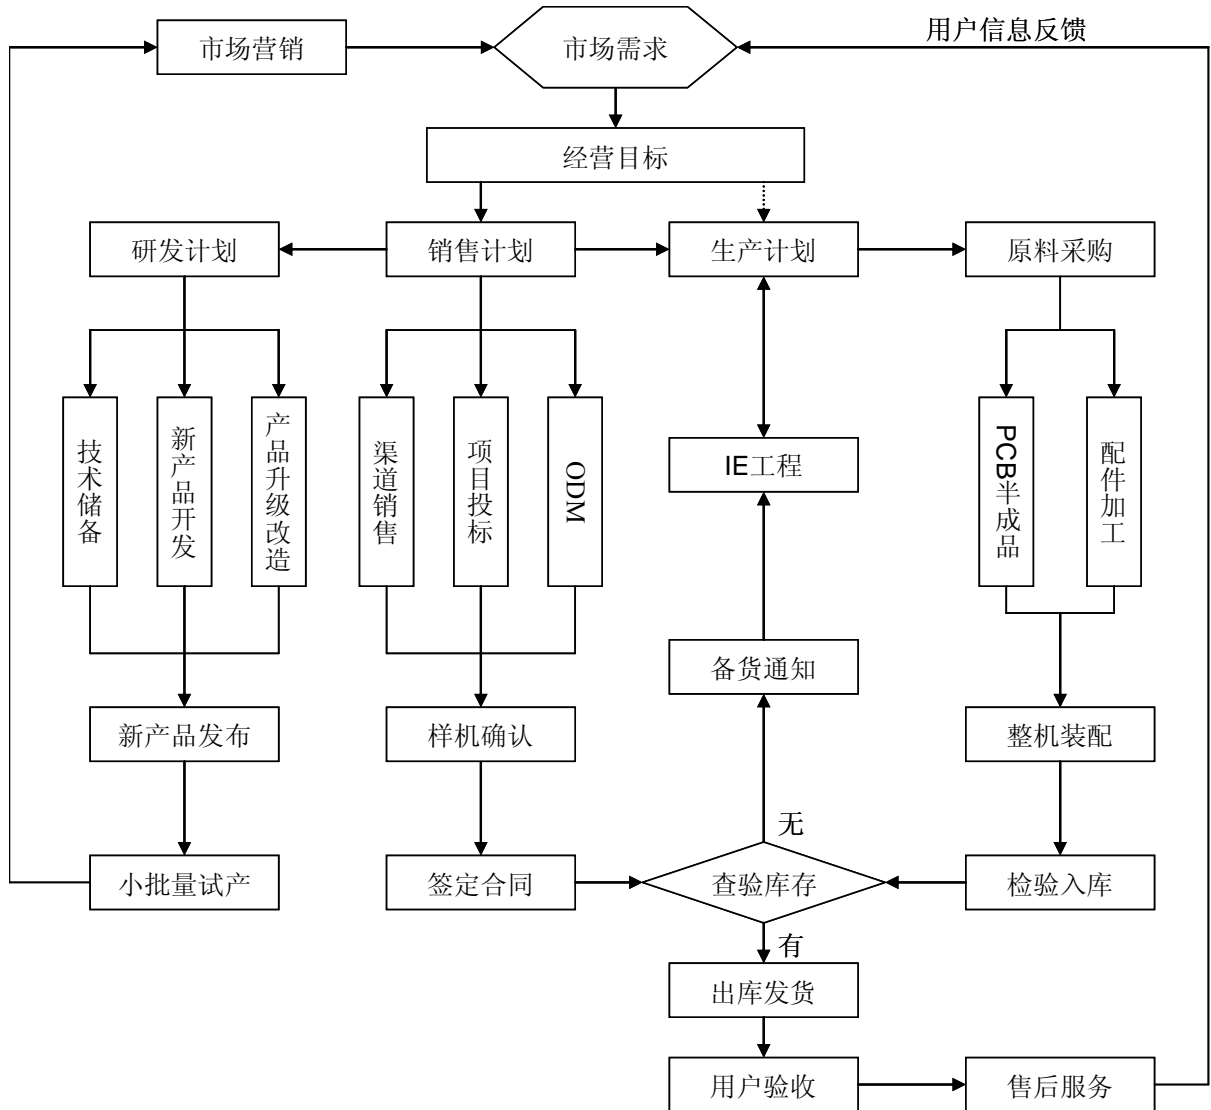 用户信息反馈
市场营销
市场需求
经营目标
研发计划
销售计划
生产计划
原料采购
技术储备
新产品开发
产品升级改造
渠道销售
项目投标
ODM
IE工程
PCB半成品
配件加工
备货通知
新产品发布
样机确认
整机装配
无
小批量试产
签定合同
查验库存
检验入库
有
出库发货
用户验收
售后服务